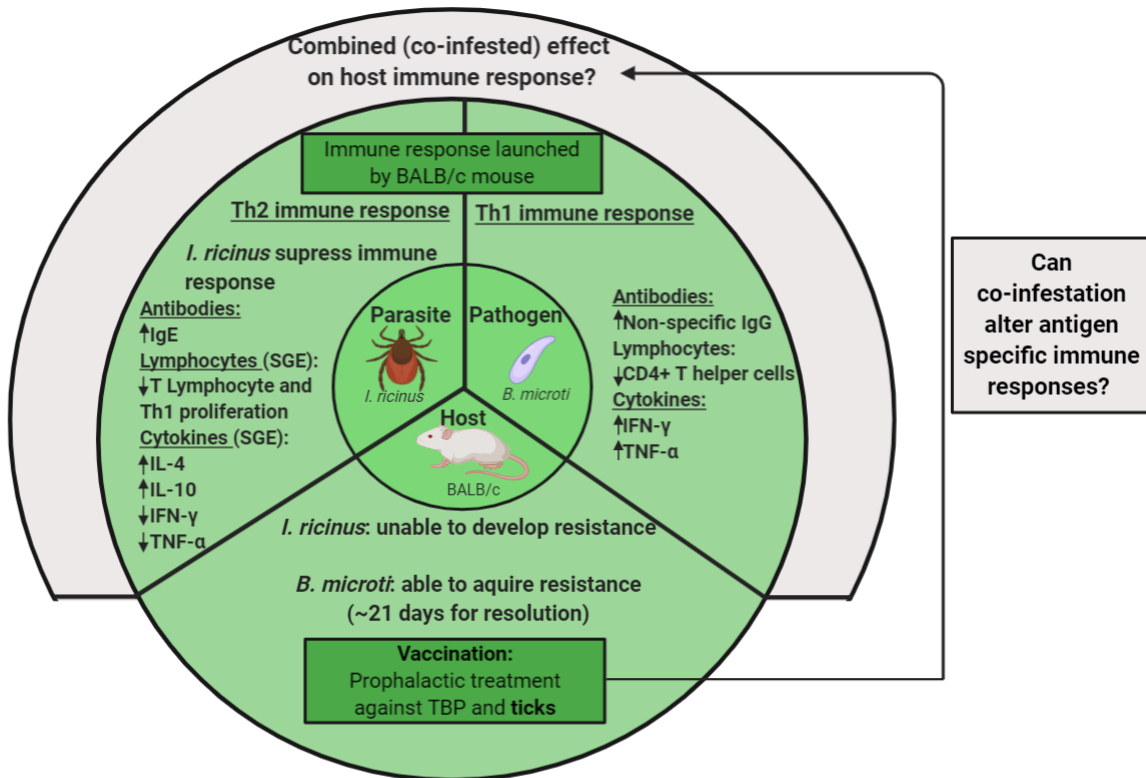 Combined (co-infested) effect
on host immune response?
Immune response launched
by BALB/c mouse
Th2 immune response
I. ricinus supress immune
response
Antibodies:
↑IgE
Lymphocytes (SGE):
↓T Lymphocyte and
Th1 proliferation
Cytokines (SGE):
↑IL-4
↑IL-10
↓IFN-γ
↓TNF-α
Th1 immune response
Antibodies:
↑Non-specific IgG
Lymphocytes:
↓CD4+ T helper cells
Cytokines:
↑IFN-γ
↑TNF-α
Parasite
I. ricinus
Pathogen
B. microti
Host
BALB/c
I. ricinus: unable to develop resistance
B. microti: able to aquire resistance
(~21 days for resolution)
Vaccination:
Prophalactic treatment
against TBP and ticks
Can
co-infestation
alter antigen
specific immune
responses?